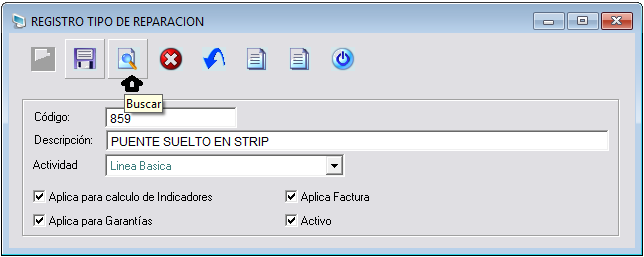 REGISTRO TIPO DE REPARACION
Buscar
Código: 859
Descripción: PUENTE SUELTO EN STRIP
Actividad Linea Basica
Aplica para calculo de Indicadores Aplica Factura
Aplica para Garantías Activo